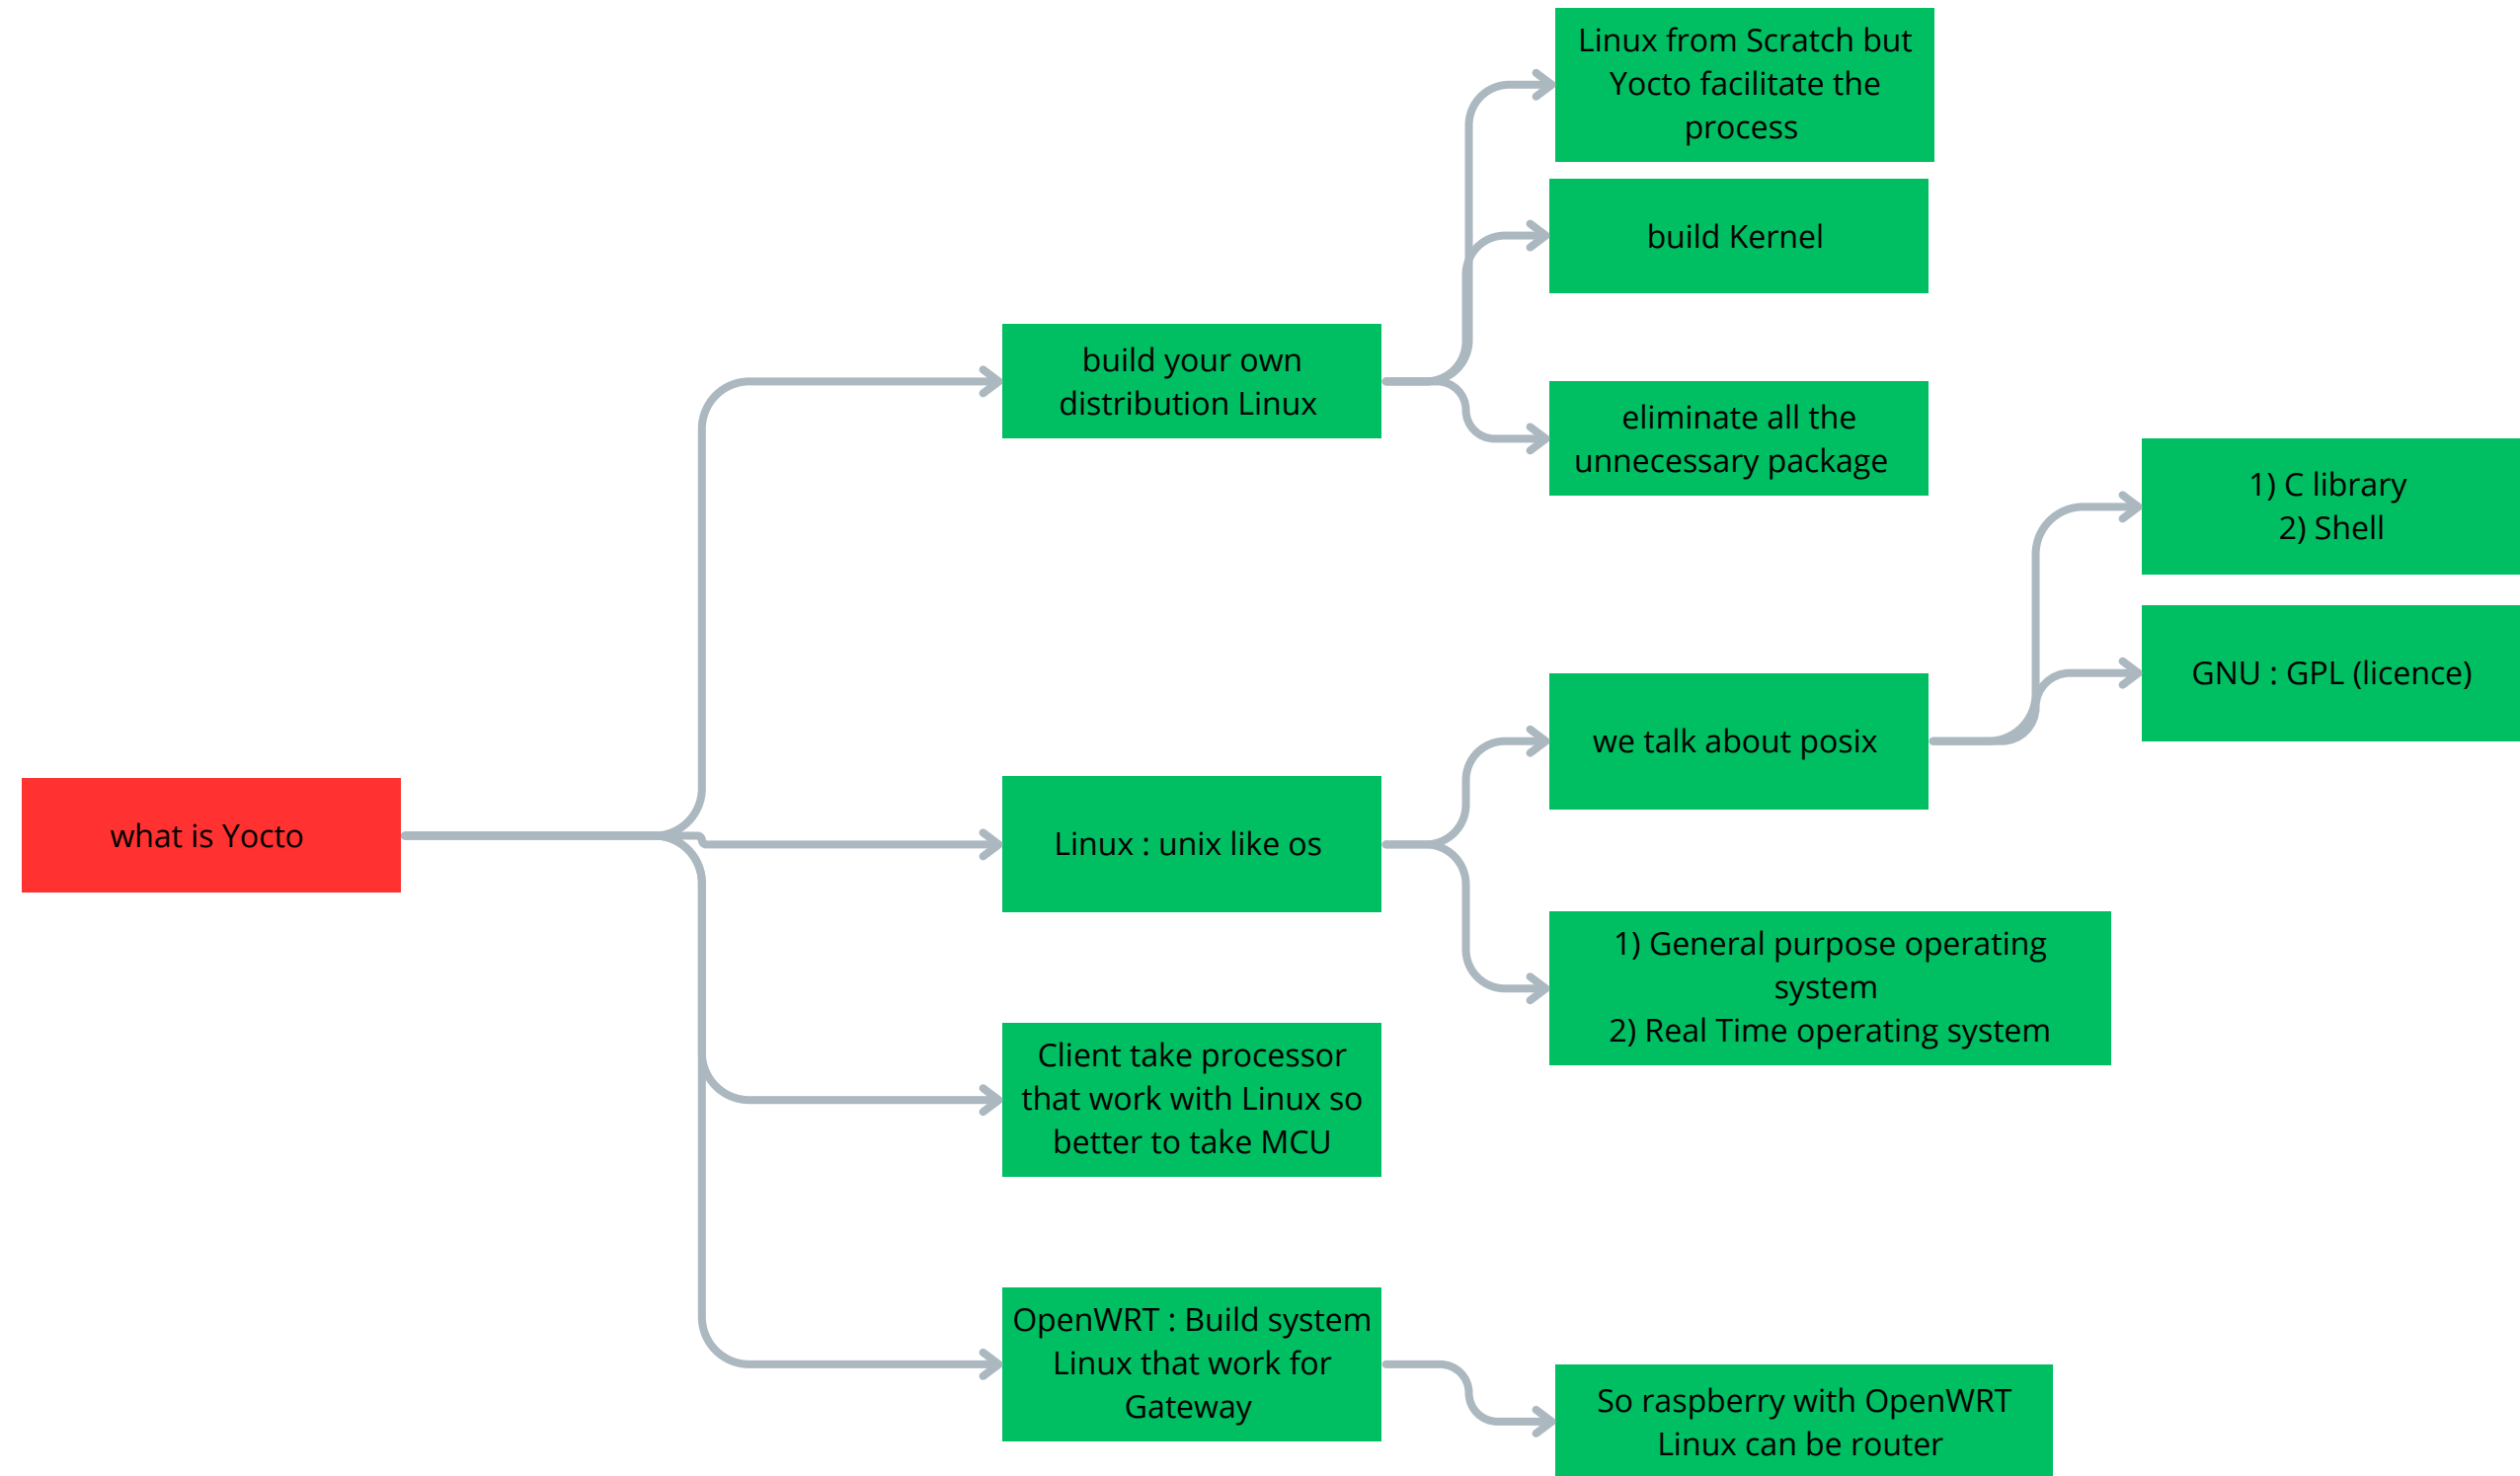 Linux from Scratch but
Yocto facilitate the
process
build Kernel
build your own
distribution Linux
eliminate all the
unnecessary package
1) C library
2) Shell
GNU : GPL (licence)
we talk about posix
what is Yocto
Linux : unix like os
1) General purpose operating
system
2) Real Time operating system
Client take processor
that work with Linux so
better to take MCU
OpenWRT : Build system
Linux that work for
Gateway
So raspberry with OpenWRT
Linux can be router